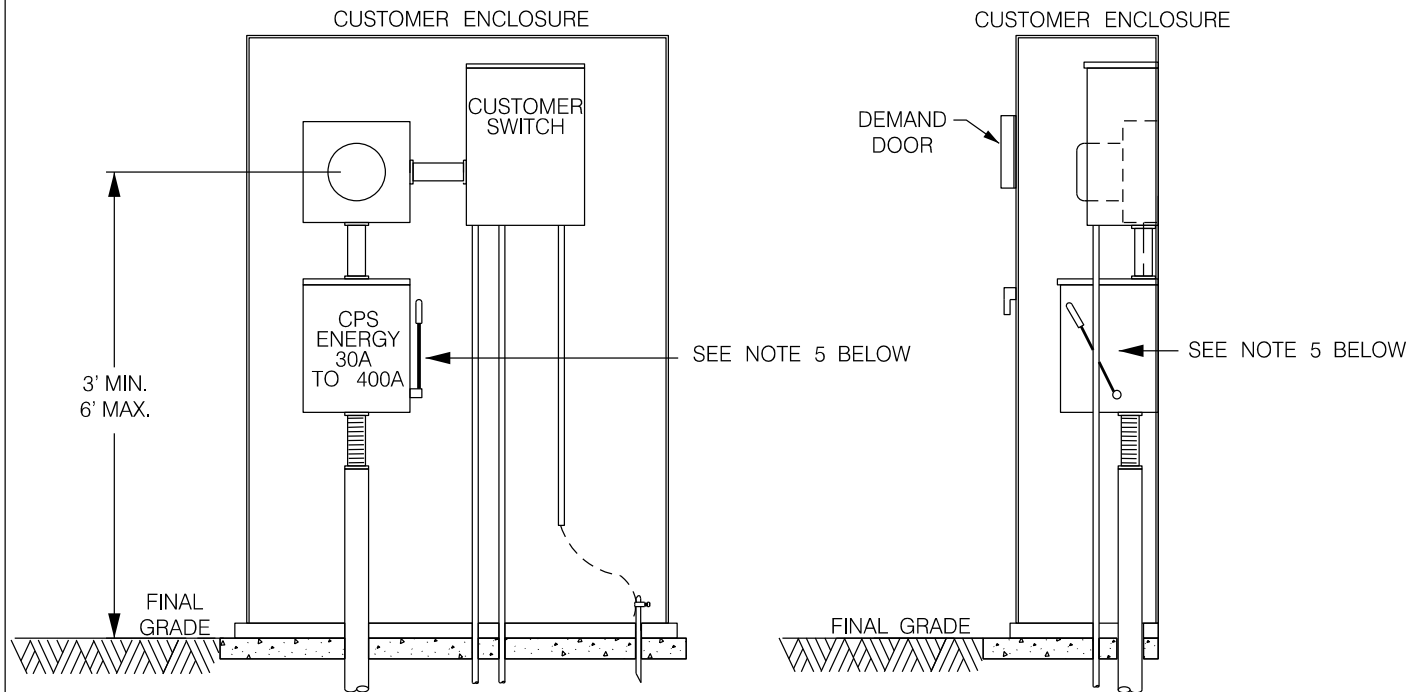 CUSTOMER ENCLOSURE
CUSTOMER
SWITCH
CPS
ENERGY
30A
TO 400A
SEE NOTE 5 BELOW
3' MIN.
6' MAX.
FINAL
GRADE
CUSTOMER ENCLOSURE
DEMAND
DOOR
SEE NOTE 5 BELOW
FINAL GRADE